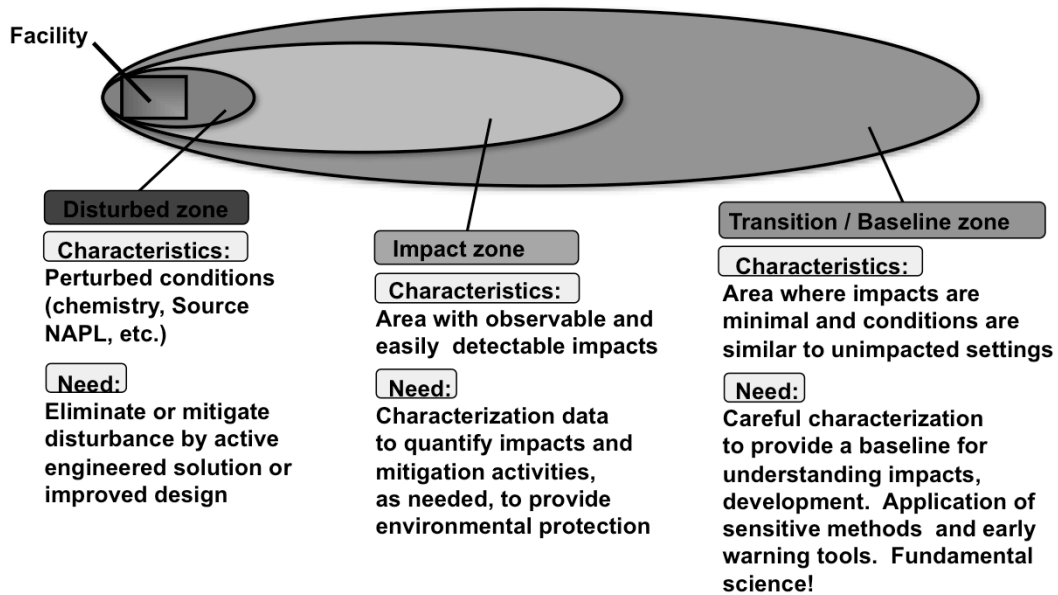 Facility
Disturbed zone
Characteristics:
Perturbed conditions
(chemistry, Source
NAPL, etc.)
Need:
Eliminate or mitigate
disturbance by active
engineered solution or
improved design
Impact zone
Characteristics:
Area with observable and
easily detectable impacts
Need:
Characterization data
to quantify impacts and
mitigation activities,
as needed, to provide
environmental protection
Transition / Baseline zone
Characteristics:
Area where impacts are
minimal and conditions are
similar to unimpacted settings
Need:
Careful characterization
to provide a baseline for
understanding impacts,
development. Application of
sensitive methods and early
warning tools. Fundamental
science!